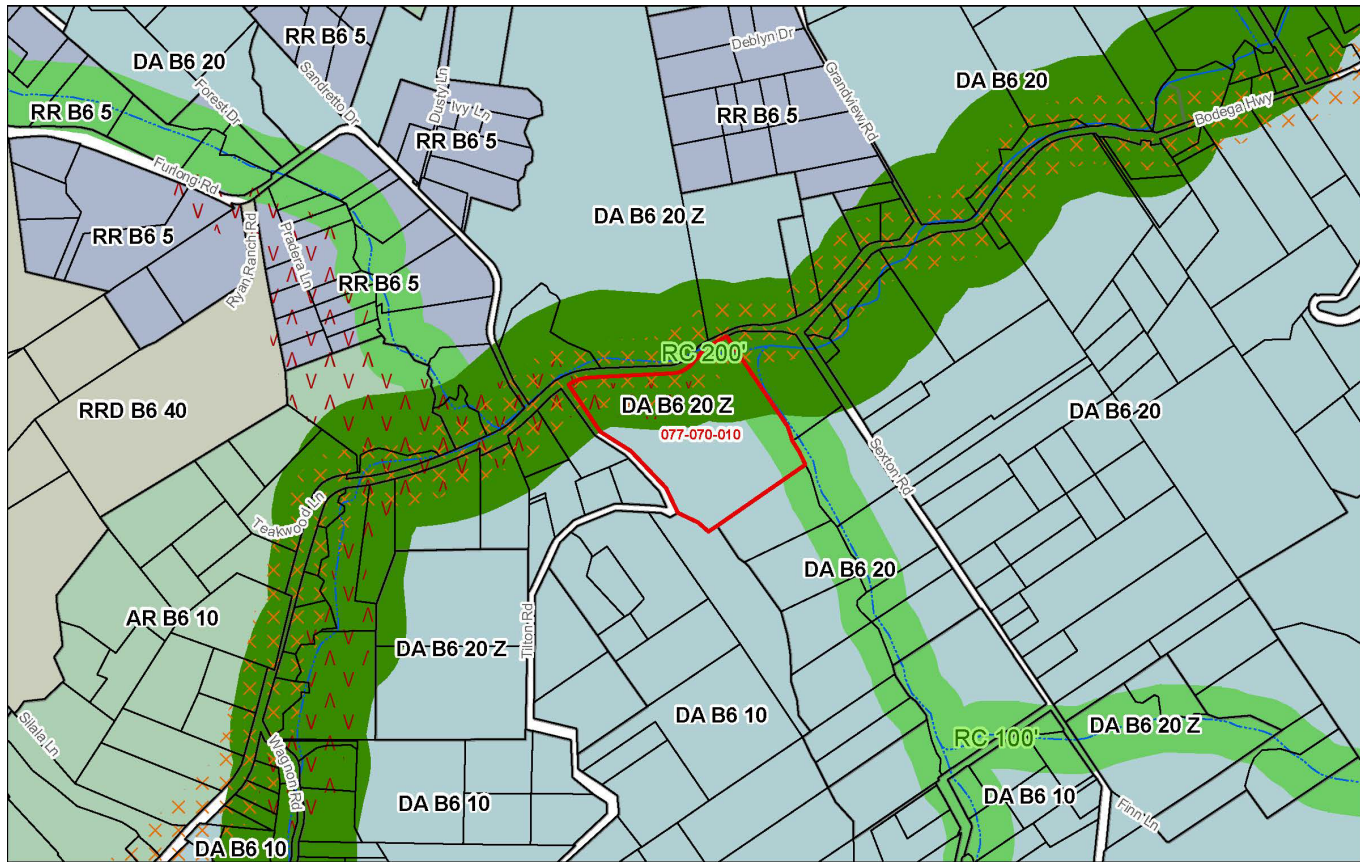 RR B6 5
DA B6 20
Deblyn Dr
DA B6 20
Forest Dr
Sandretto Dr
Dusty Ln
Ivy Ln
Grandview Rd
RR B6 5
RR B6 5
RR B6 5
Bodega Hwy
Furlong Rd
DA B6 20 Z
RR B6 5
Ryan Ranch Rd
Pradera Ln
RR B6 5
RC 200'
RRD B6 40
DA B6 20 Z
DA B6 20
077-070-010
Sexton Rd
Teakwood Ln
DA B6 20
AR B6 10
DA B6 20 Z
Tilton Rd
DA B6 10
DA B6 20 Z
Silala Ln
RC 100'
Wagnon Rd
DA B6 10
DA B6 10
Finn Ln
DA B6 10